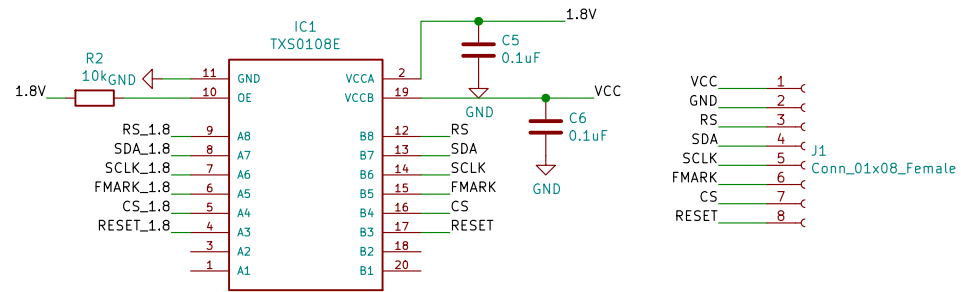 IC1
TXS0108E
1.8V
C5
0.1uF
GND
R2
10k
1.8V
GND
11 GND VCCA 2
10 OE VCCB 19 VCC
C6
0.1uF
GND
RS_1.8 9 A8 B8 12 RS
SDA_1.8 8 A7 B7 13 SDA
SCLK_1.8 7 A6 B6 14 SCLK
FMARK_1.8 6 A5 B5 15 FMARK
CS_1.8 5 A4 B4 16 CS
RESET_1.8 4 A3 B3 17 RESET
3 A2 B2 18
1 A1 B1 20
VCC 1
GND 2
RS 3
SDA 4
SCLK 5
FMARK 6
CS 7
RESET 8
J1
Conn_01x08_Female